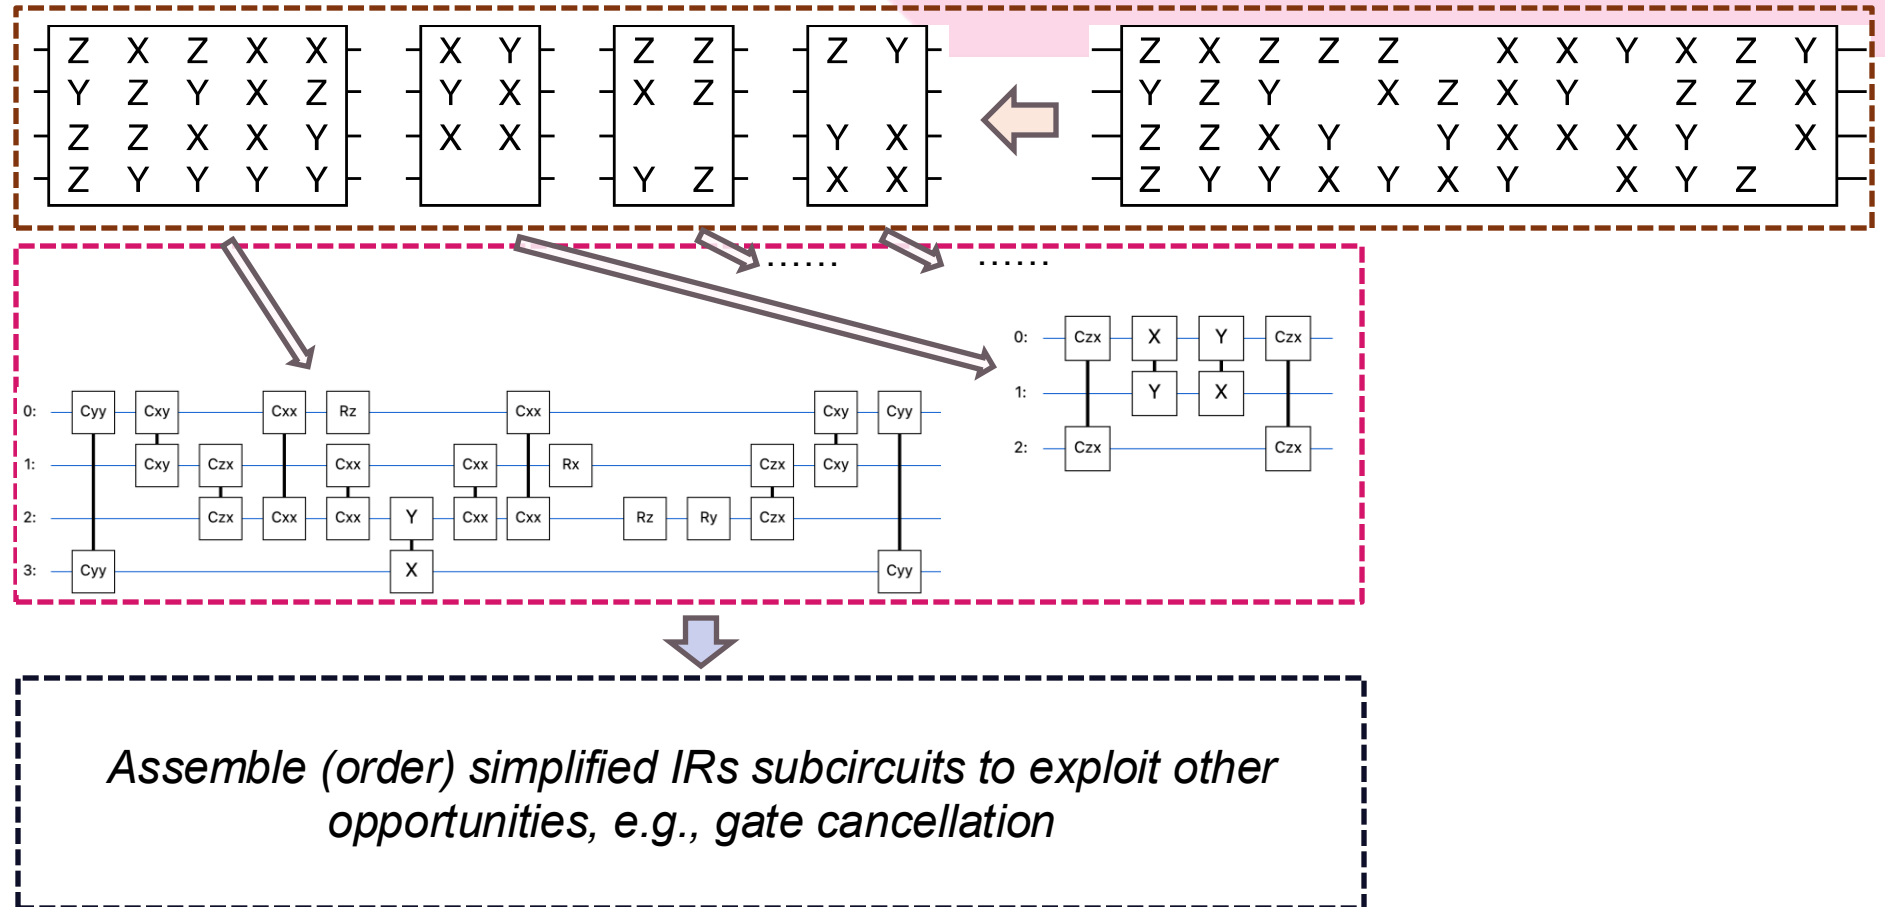 Z X Z X X X Y Z Z Z Y Z X Z Z Z X X Y X Z Y
Y Z Y X Z Y X X Z Y Z Y X Z X Y Z Z X
Z Z X X Y X X Y X Z Z X Y Y X X X Y X
Z Y Y Y Y Y Z X X Z Y Y X Y X Y X Y Z
...... ......
0: Czx X Y Czx
1: Y X
2: Czx Czx
0: Cyy Cxy Cxx Rz Cxx Cxy Cyy
1: Cxy Czx Cxx Cxx Rx Czx Cxy
2: Czx Cxx Cxx Y Cxx Cxx Rz Ry Czx
3: Cyy X Cyy
Assemble (order) simplified IRs subcircuits to exploit other
opportunities, e.g., gate cancellation